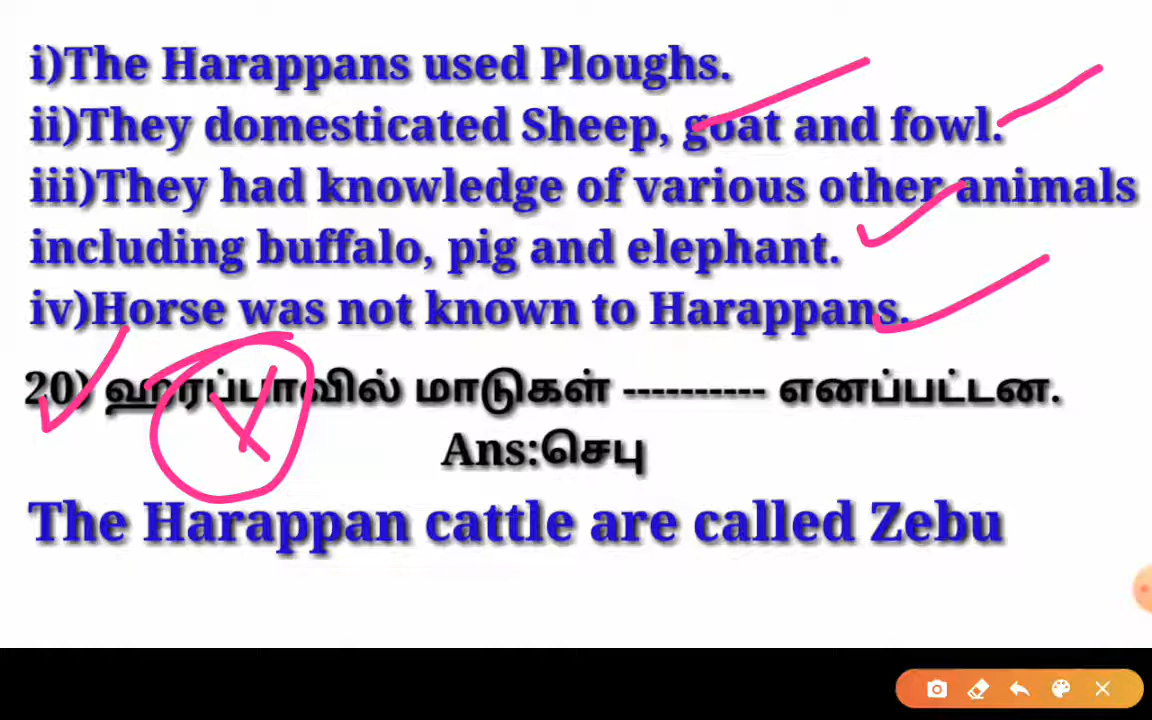 i)The Harappans used Ploughs.
ii)They domesticated Sheep, goat and fowl.
iii)They had knowledge of various other animals
including buffalo, pig and elephant.
iv)Horse was not known to Harappans.
20) ஹரப்பாவில் மாடுகள் ---------- எனப்பட்டன.
Ans:செபு
The Harappan cattle are called Zebu